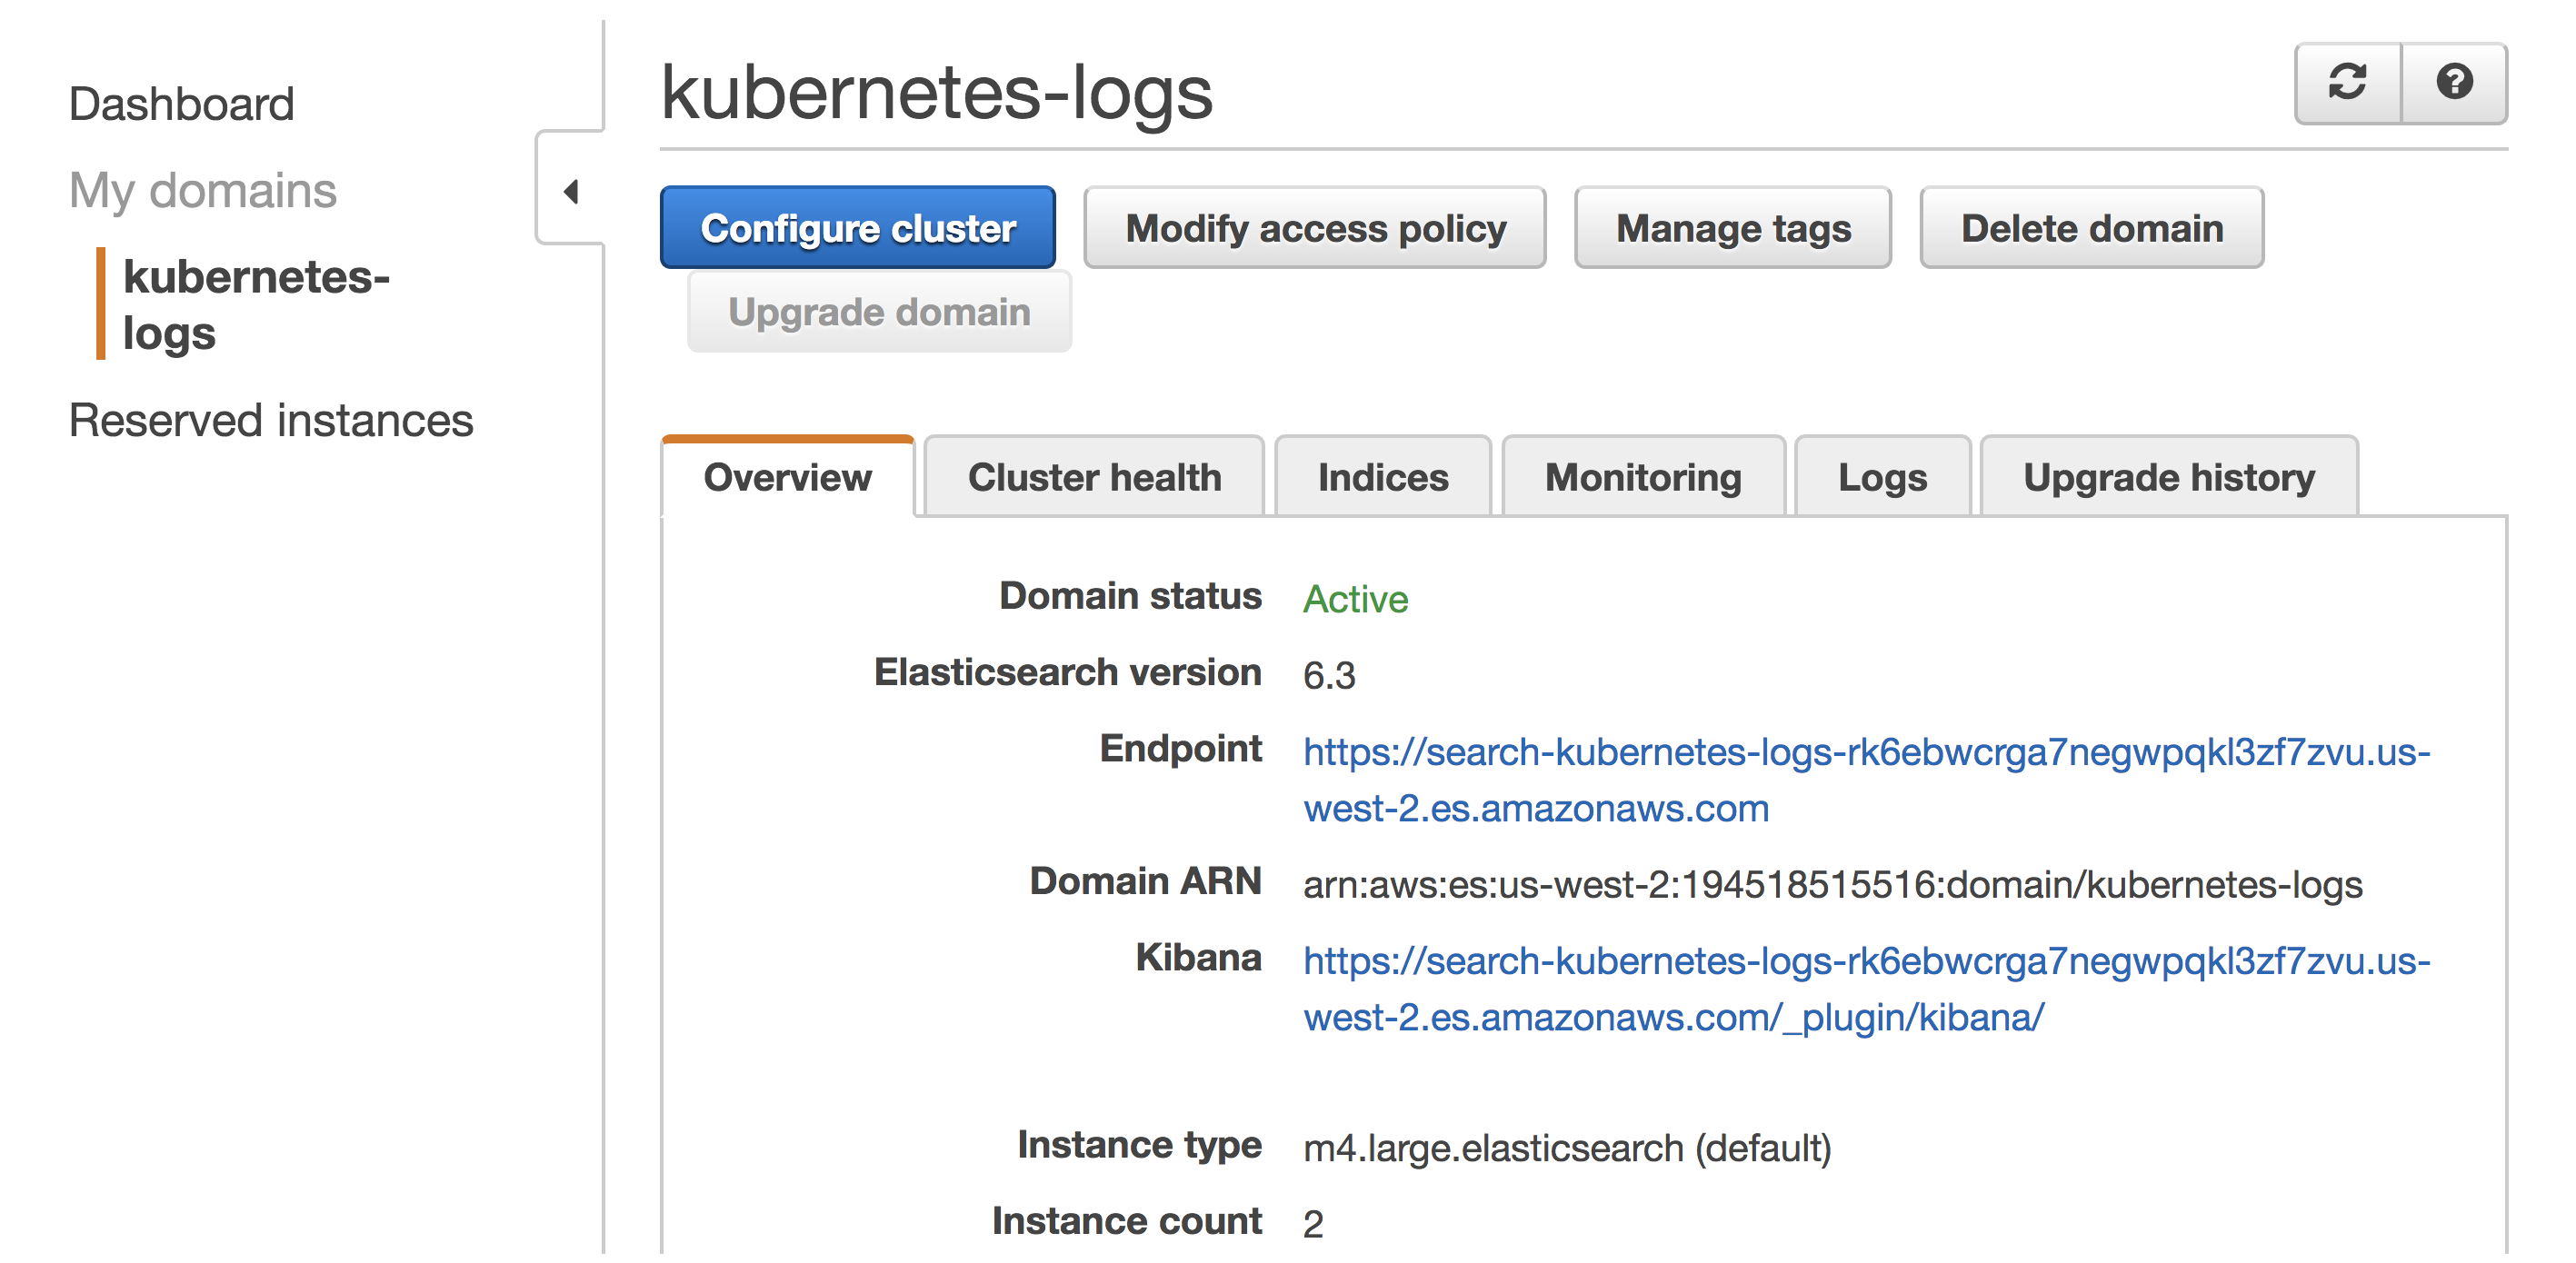 Dashboard
My domains
kubernetes-
logs
Reserved instances
kubernetes-logs
Configure cluster
Modify access policy
Manage tags
Delete domain
Upgrade domain
Overview
Cluster health
Indices
Monitoring
Logs
Upgrade history
Domain status Active
Elasticsearch version 6.3
Endpoint https://search-kubernetes-logs-rk6ebwcrga7negwpqkl3zf7zvu.us-
west-2.es.amazonaws.com
Domain ARN arn:aws:es:us-west-2:194518515516:domain/kubernetes-logs
Kibana https://search-kubernetes-logs-rk6ebwcrga7negwpqkl3zf7zvu.us-
west-2.es.amazonaws.com/_plugin/kibana/
Instance type m4.large.elasticsearch (default)
Instance count 2